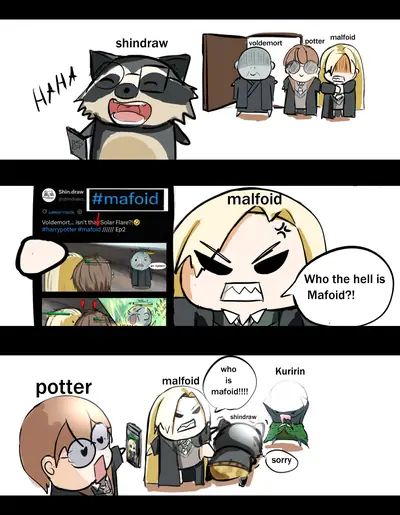 shindraw
voldemort
potter
malfoid
HAHA
Shin.draw
@shindraws
#mafoid
Voldemort... Isn't that Solar Flare?!🤣
#harrypotter #mafoid ////// Ep2
malfoid
Who the hell is
Mafoid?!
potter
malfoid
who
is
mafoid!!!!
shindraw
Kuririn
sorry